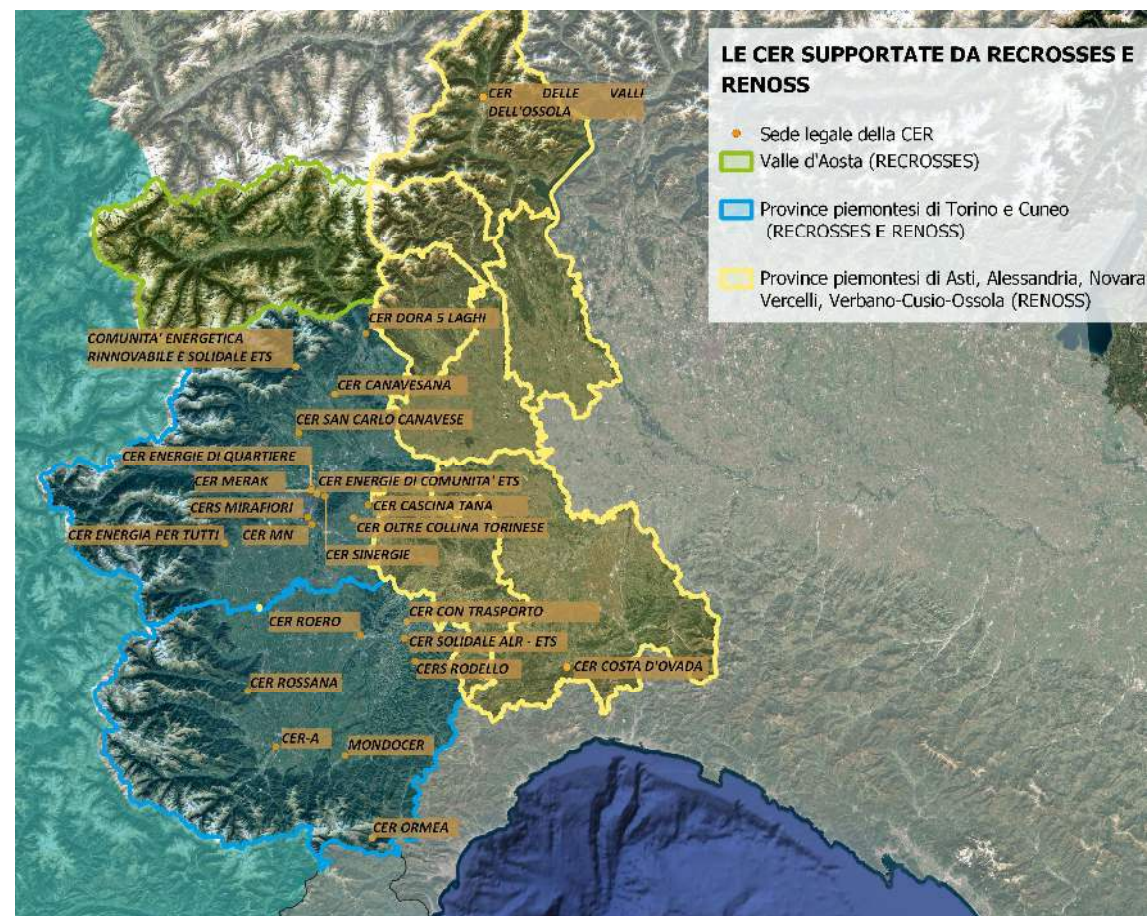 LE CER SUPPORTATE DA RECROSSES E
RENOSS
Sede legale della CER
Valle d'Aosta (RECROSSES)
Province piemontesi di Torino e Cuneo
(RECROSSES E RENOSS)
Province piemontesi di Asti, Alessandria, Novara
Vercelli, Verbano-Cusio-Ossola (RENOSS)
CER DELLE VALLI
DELL'OSSOLA
CER DORA 5 LAGHI
COMUNITA' ENERGETICA
RINNOVABILE E SOLIDALE ETS
CER CANAVESANA
CER SAN CARLO CANAVESE
CER ENERGIE DI QUARTIERE
CER MERAK
CER ENERGIE DI COMUNITA' ETS
CERS MIRAFIORI
CER CASCINA TANA
CER OLTRE COLLINA TORINESE
CER ENERGIA PER TUTTI
CER MN
CER SINERGIE
CER CON TRASPORTO
CER ROERO
CER SOLIDALE ALR - ETS
CERS RODELLO
CER COSTA D'OVADA
CER ROSSANA
CER-A
MONDOCER
CER ORMEA